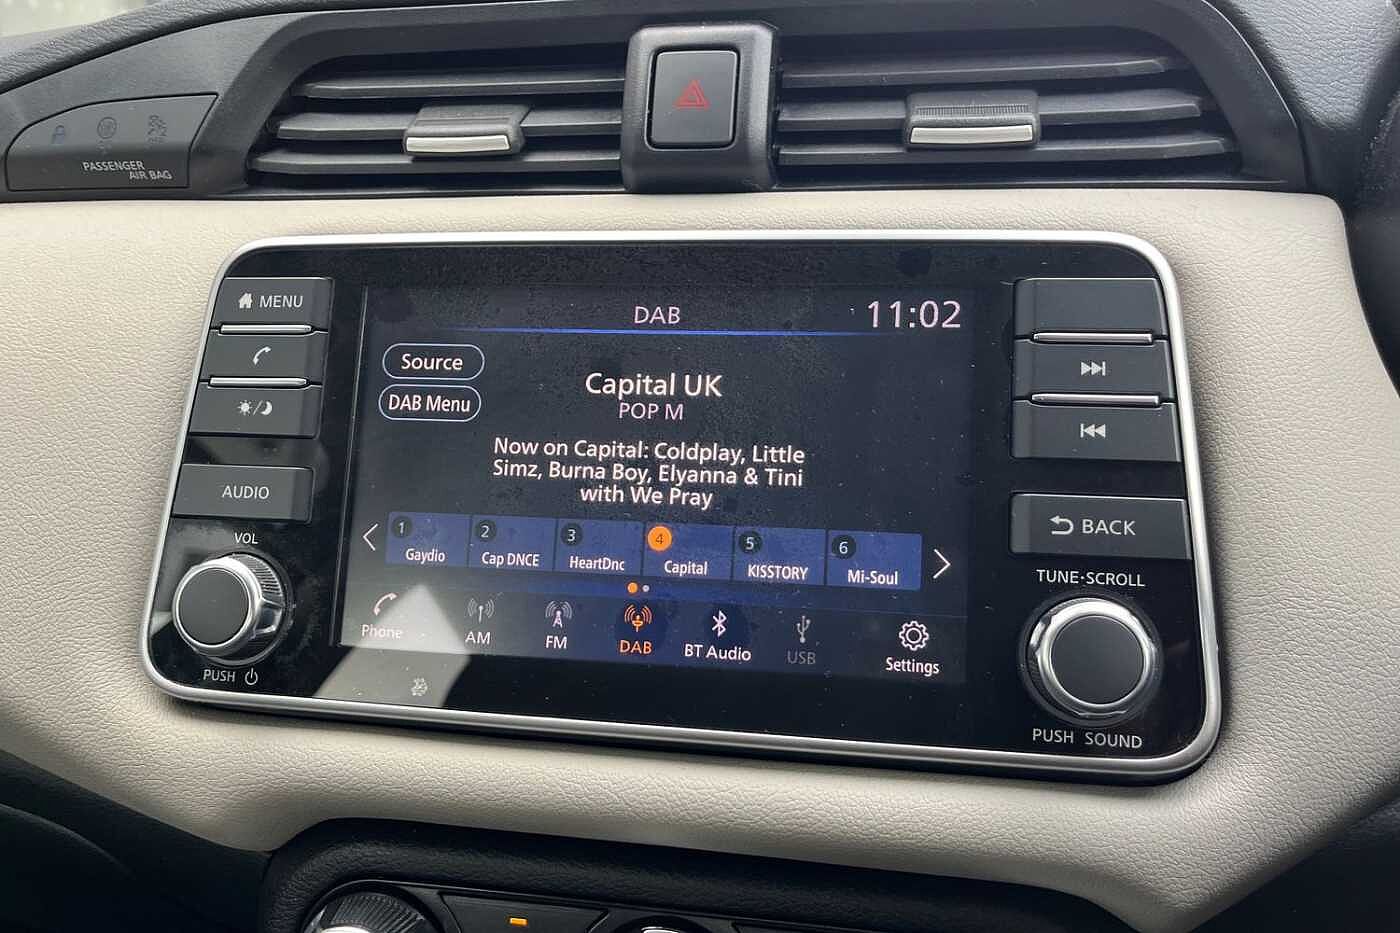 PASSENGER
AIR BAG
MENU
AUDIO
VOL
PUSH
DAB
11:02
Source
DAB Menu
Capital UK
POP M
Now on Capital: Coldplay, Little
Simz, Burna Boy, Elyanna & Tini
with We Pray
1 Gaydio
2 Cap DNCE
3 HeartDnc
4 Capital
5 KISSTORY
6 Mi-Soul
Phone
AM
FM
DAB
BT Audio
USB
Settings
BACK
TUNE·SCROLL
PUSH SOUND